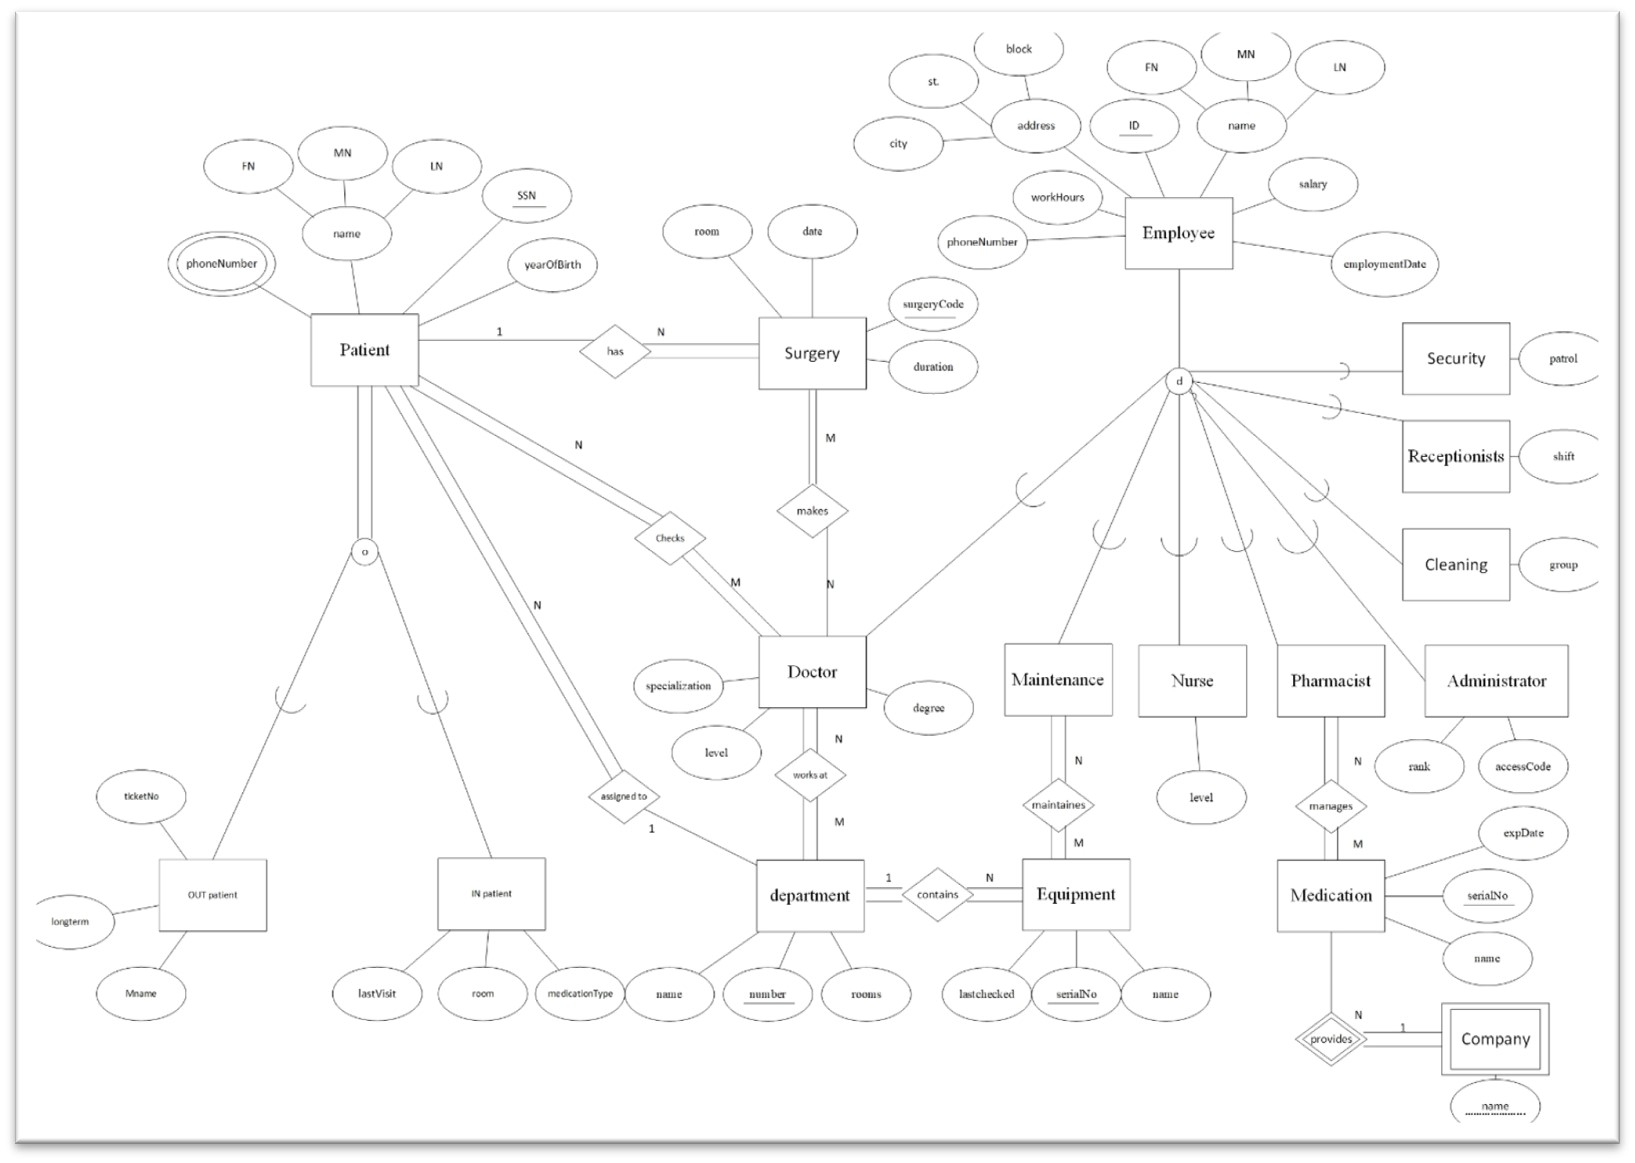 block
FN
MN
LN
st.
address
ID
name
city
FN
MN
LN
SSN
workHours
salary
name
room
date
phoneNumber
Employee
phoneNumber
yearOfBirth
employmentDate
surgeryCode
1
N
Patient
has
Surgery
duration
Security
patrol
d
M
N
Receptionists
shift
makes
Checks
o
M
N
N
Cleaning
group
Doctor
specialization
degree
Maintenance
Nurse
Pharmacist
Administrator
level
N
works at
N
N
rank
accessCode
ticketNo
assigned to
level
maintaines
manages
1
M
M
M
expDate
OUT patient
IN patient
department
1
contains
N
Equipment
Medication
serialNo
longterm
name
Mname
lastVisit
room
medicationType
name
number
rooms
lastchecked
serialNo
name
N
1
provides
Company
name